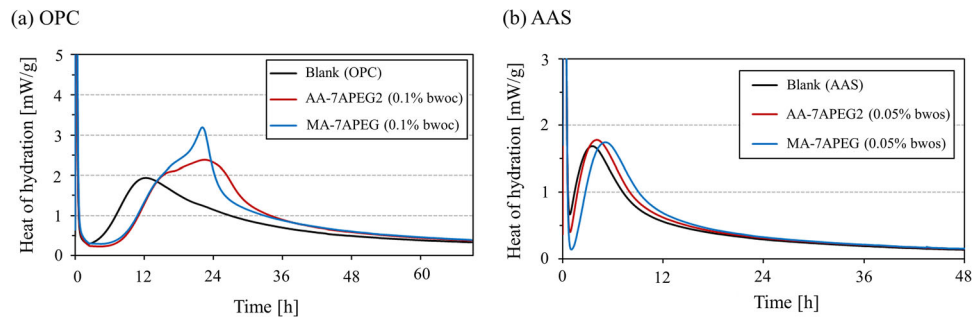 (a) OPC
Heat of hydration [mW/g]
5
4
3
2
1
0
Blank (OPC)
AA-7APEG2 (0.1% bwoc)
MA-7APEG (0.1% bwoc)
0 12 24 36 48 60
Time [h]
(b) AAS
Heat of hydration [mW/g]
3
2
1
0
Blank (AAS)
AA-7APEG2 (0.05% bwos)
MA-7APEG (0.05% bwos)
0 12 24 36 48
Time [h]